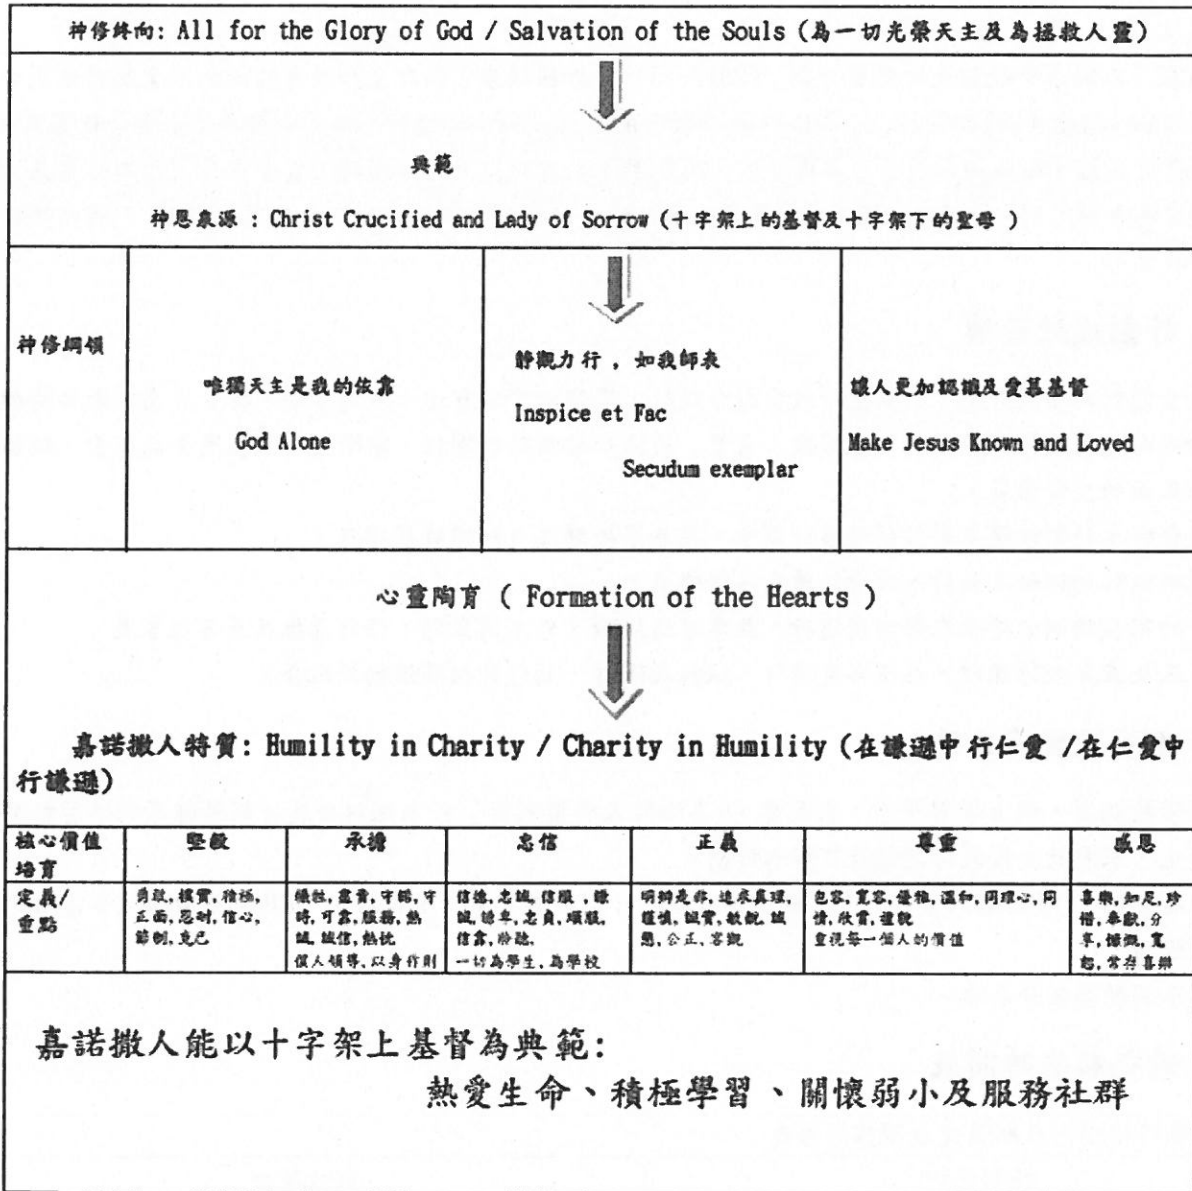 神修終向: All for the Glory of God / Salvation of the Souls (為一切光榮天主及為拯救人靈)
典範
神恩泉源 : Christ Crucified and Lady of Sorrow (十字架上的基督及十字架下的聖母 )
神修綱領
唯獨天主是我的依靠
God Alone
靜觀力行 , 如我師表
Inspice et Fac
Secudum exemplar
讓人更加認識及愛慕基督
Make Jesus Known and Loved
心靈陶育 ( Formation of the Hearts )
嘉諾撒人特質: Humility in Charity / Charity in Humility (在謙遜中行仁愛 /在仁愛中
行謙遜)
核心價值
培育
堅毅
承擔
忠信
正義
尊重
感恩
定義/
重點
勇敢, 樸實, 積極,
正面, 忍耐, 信心,
節制, 克己
犧牲, 盡責, 守諾, 守
時, 可靠, 服務, 熱
誠, 誠信, 熱忱
僕人領導, 以身作則
信德, 忠誠, 信服
忠貞, 順服,
信靠, 聆聽,
一切為學生, 為學校
明辨是非, 追求真理,
謹慎, 誠實, 敏銳, 誠
懇, 公正, 客觀
包容, 寬容, 優雅, 溫和, 同理心, 同
情, 欣賞, 禮貌
重視每一個人的價值
喜樂, 知足, 珍
惜, 奉獻, 分
享, 慷慨, 寬
恕, 常存喜樂
嘉諾撒人能以十字架上基督為典範:
熱愛生命、積極學習、關懷弱小及服務社群